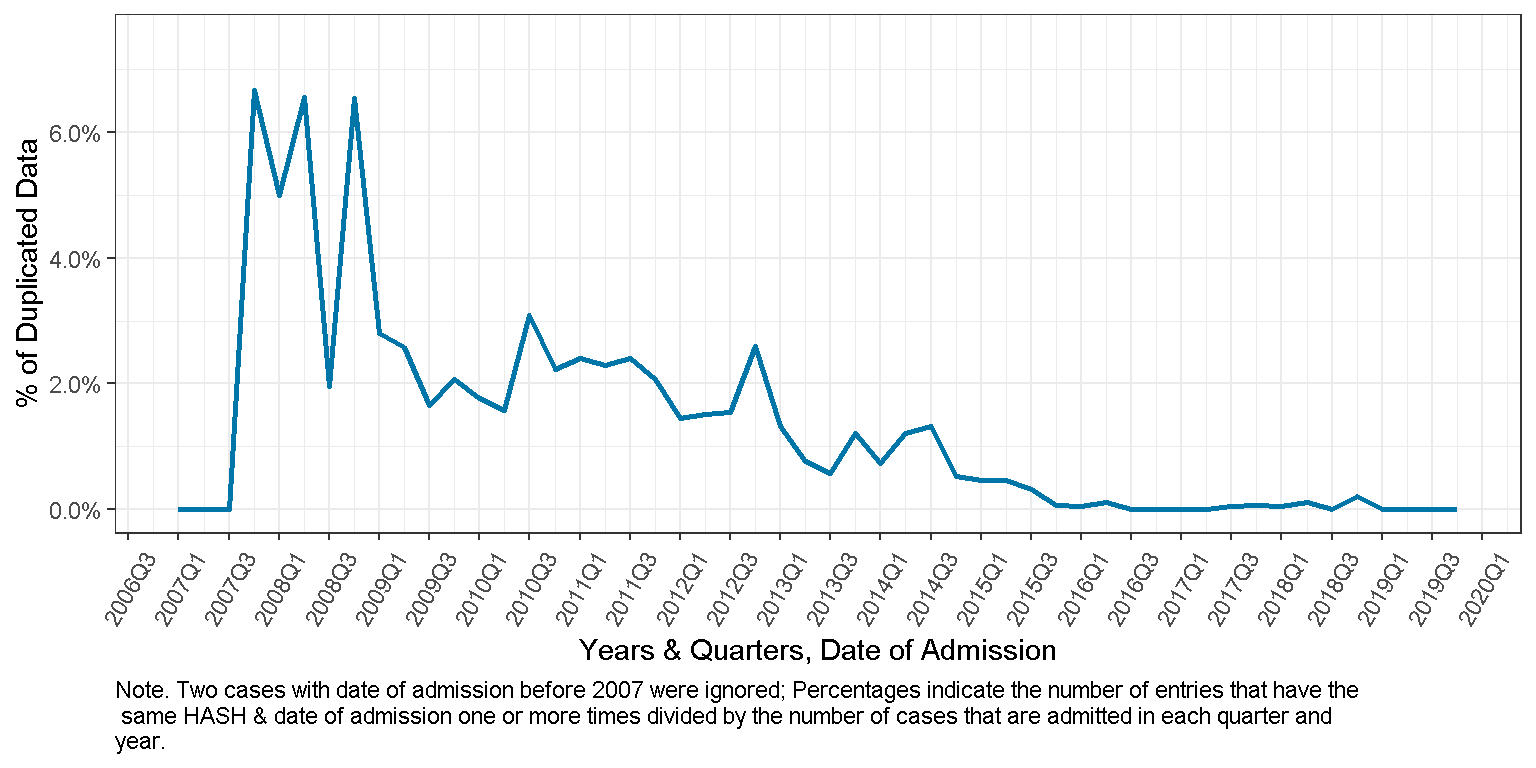 % of Duplicated Data
6.0%
4.0%
2.0%
0.0%
2006Q3
2007Q1
2007Q3
2008Q1
2008Q3
2009Q1
2009Q3
2010Q1
2010Q3
2011Q1
2011Q3
2012Q1
2012Q3
2013Q1
2013Q3
2014Q1
2014Q3
2015Q1
2015Q3
2016Q1
2016Q3
2017Q1
2017Q3
2018Q1
2018Q3
2019Q1
2019Q3
2020Q1
Years & Quarters, Date of Admission
Note. Two cases with date of admission before 2007 were ignored; Percentages indicate the number of entries that have the
same HASH & date of admission one or more times divided by the number of cases that are admitted in each quarter and
year.